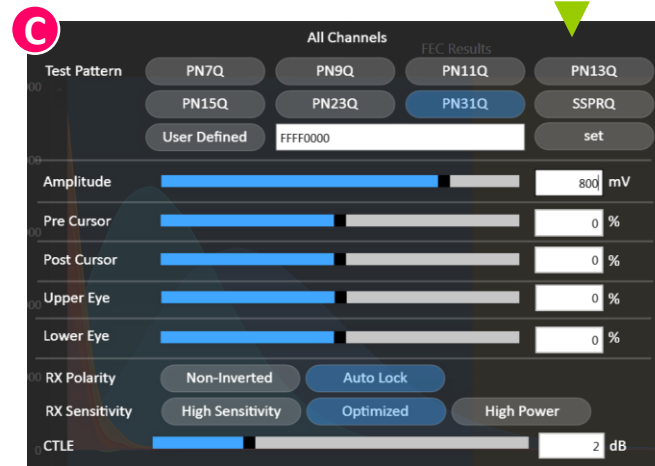 C
All Channels
FEC Results
Test Pattern PN7Q PN9Q PN11Q PN13Q
PN15Q PN23Q PN31Q SSPRQ
User Defined FFFF0000 set
Amplitude 800 mV
Pre Cursor 0 %
Post Cursor 0 %
Upper Eye 0 %
Lower Eye 0 %
RX Polarity Non-Inverted Auto Lock
RX Sensitivity High Sensitivity Optimized High Power
CTLE 2 dB